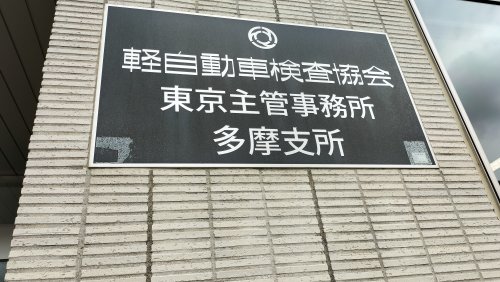 軽自動車検査協会
東京主管事務所
多摩支所